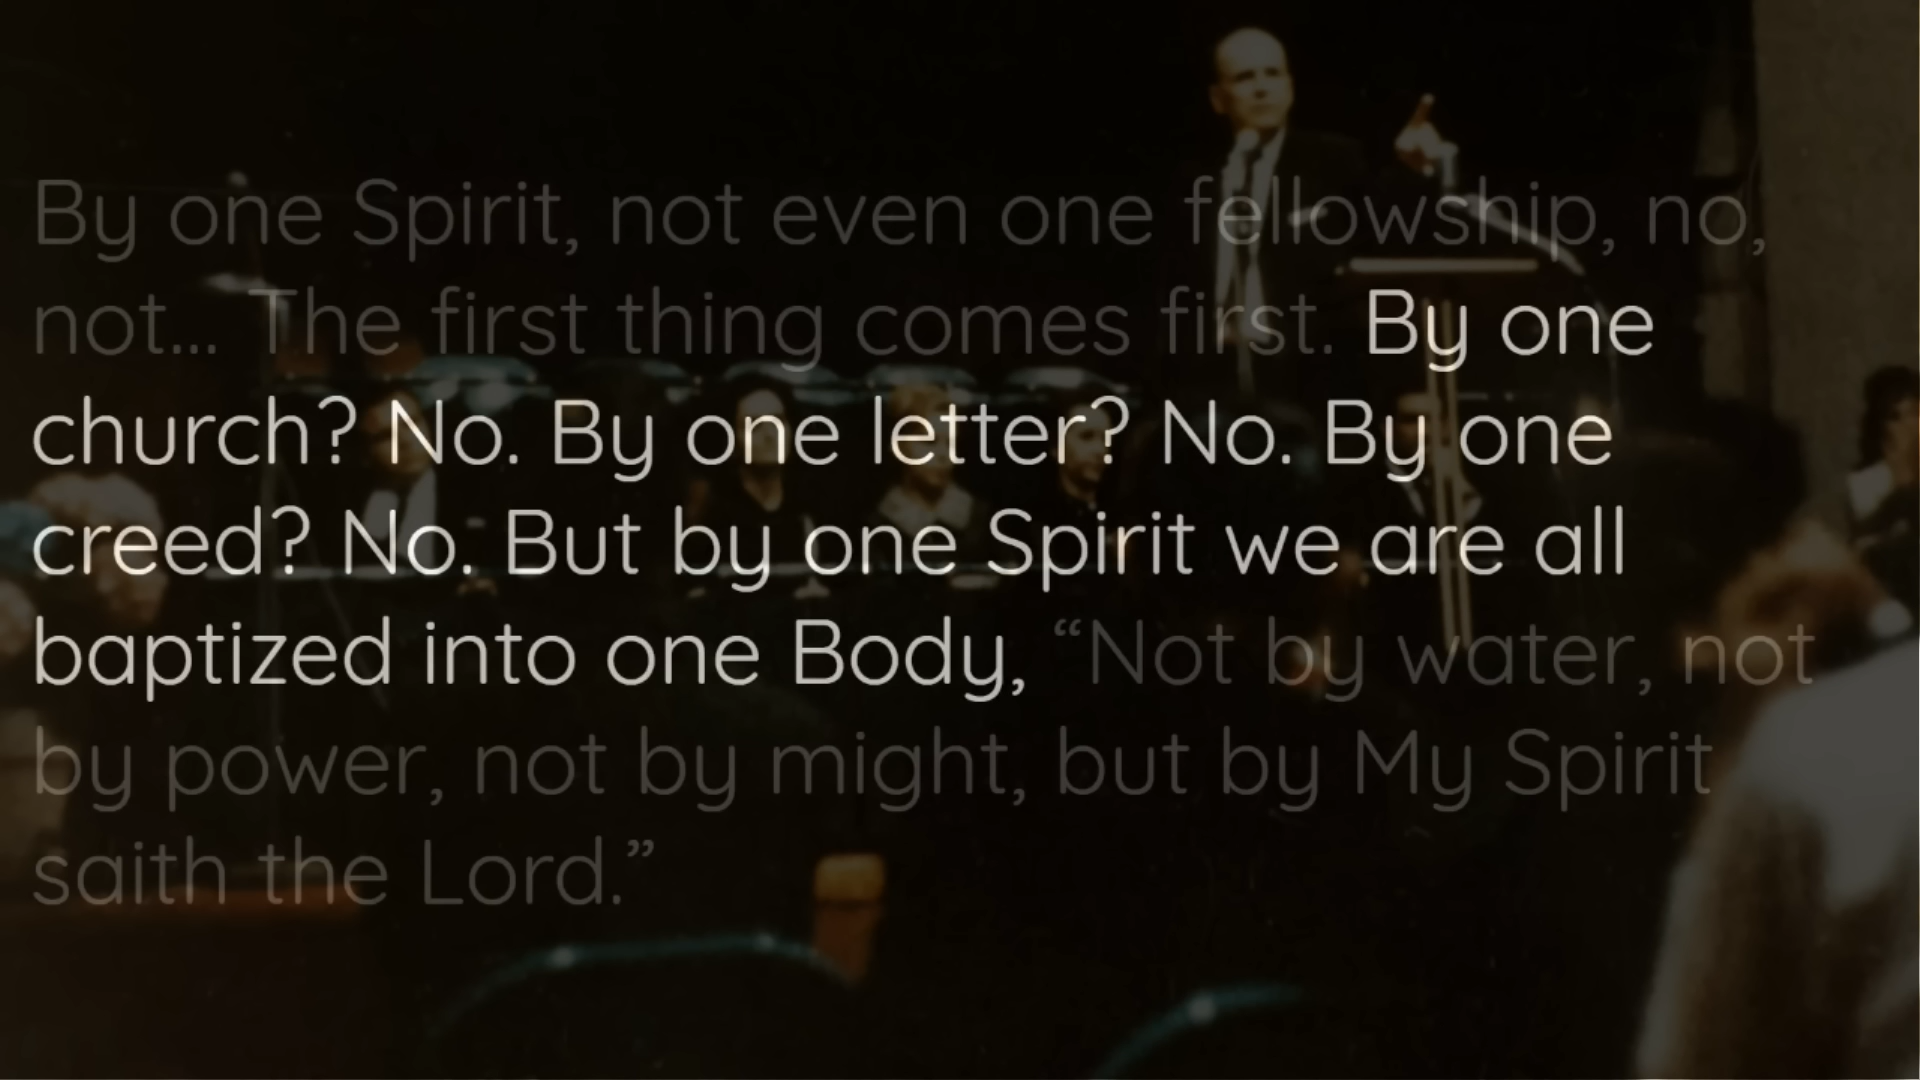 By one Spirit, not even one fellowship, no,
not... The first thing comes first. By one
church? No. By one letter? No. By one
creed? No. But by one Spirit we are all
baptized into one Body, “Not by water, not
by power, not by might, but by My Spirit
saith the Lord.”